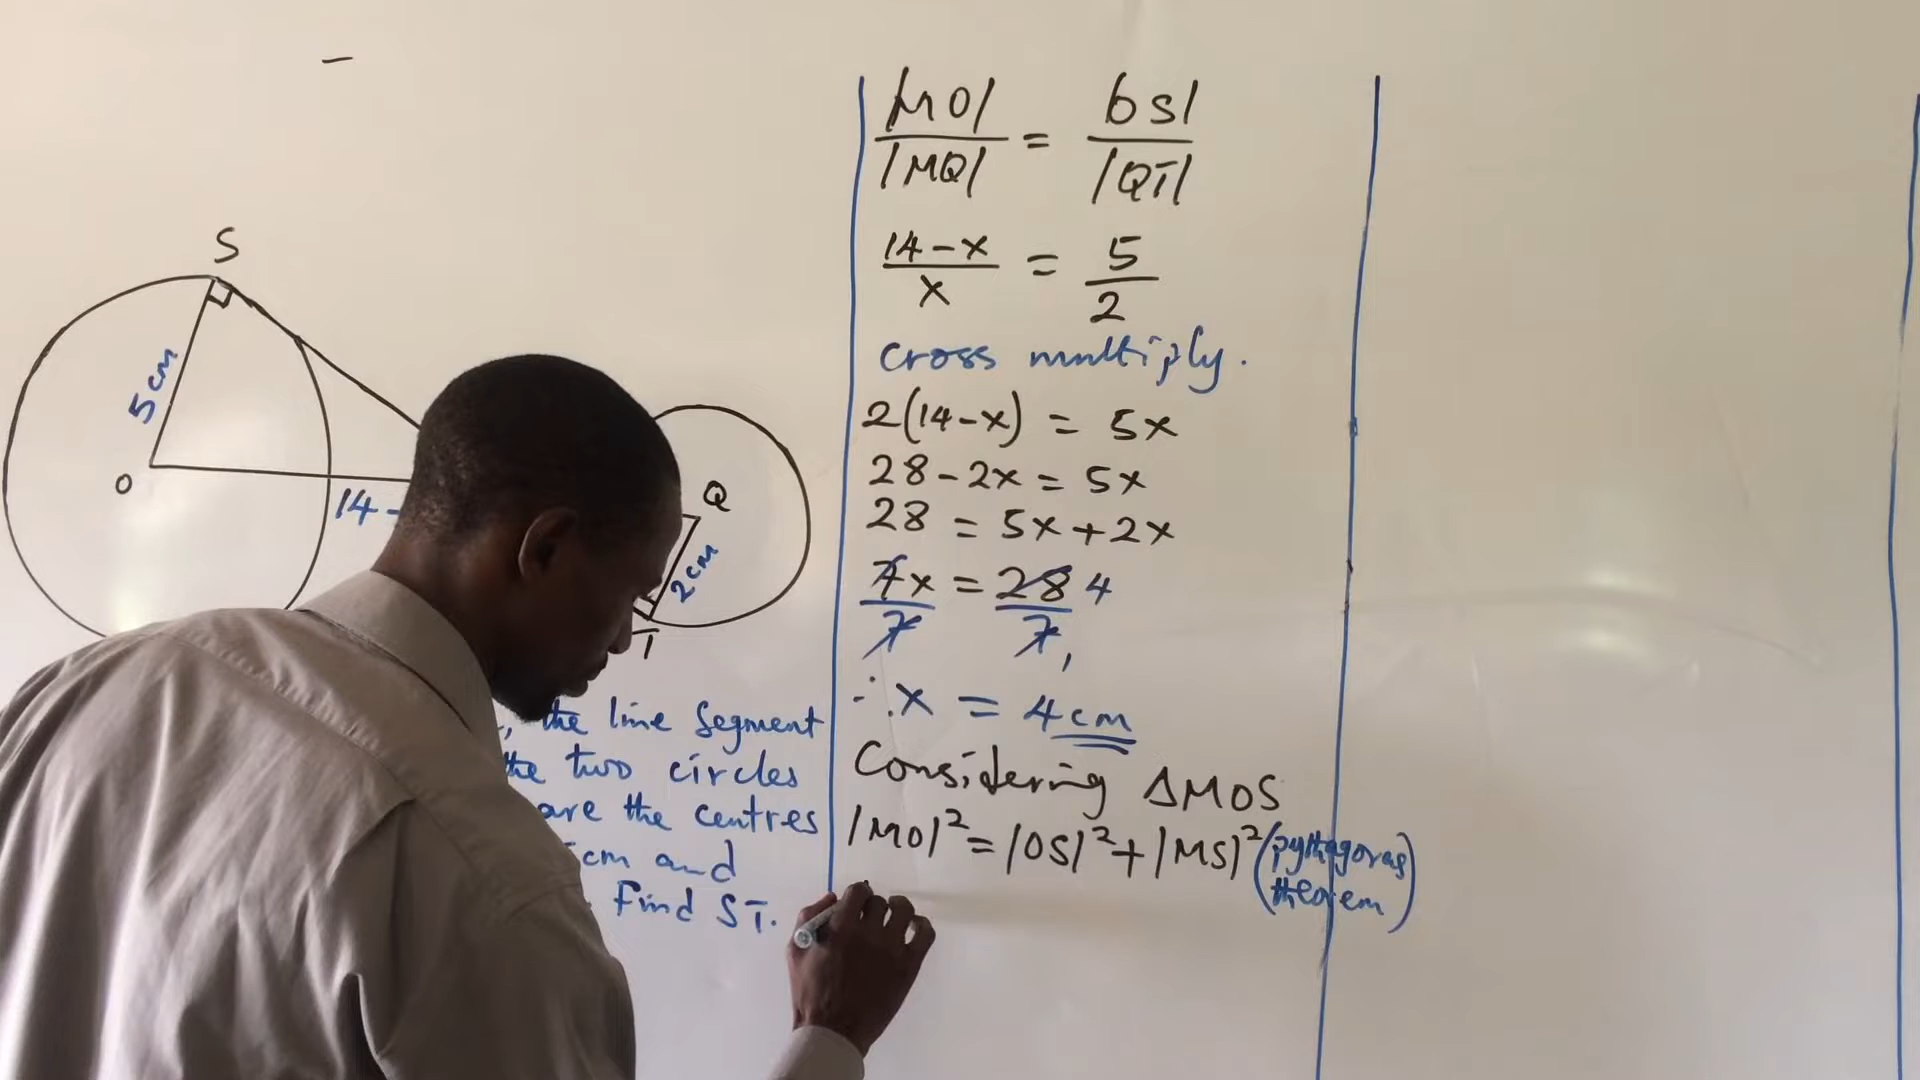 S
5cm
O
14-
Q
2cm
T
, the line segment
the two circles
are the centres
5cm and
Find ST.
|MO| / |MQ| = |OS| / |QT|
14-x / x = 5 / 2
cross multiply.
2(14-x) = 5x
28-2x = 5x
28 = 5x+2x
7x / 7 = 28 4 / 7 1
∴x = 4cm
Considering ΔMOS
|MO|² = |OS|² + |MS|² (pythagoras
theorem)